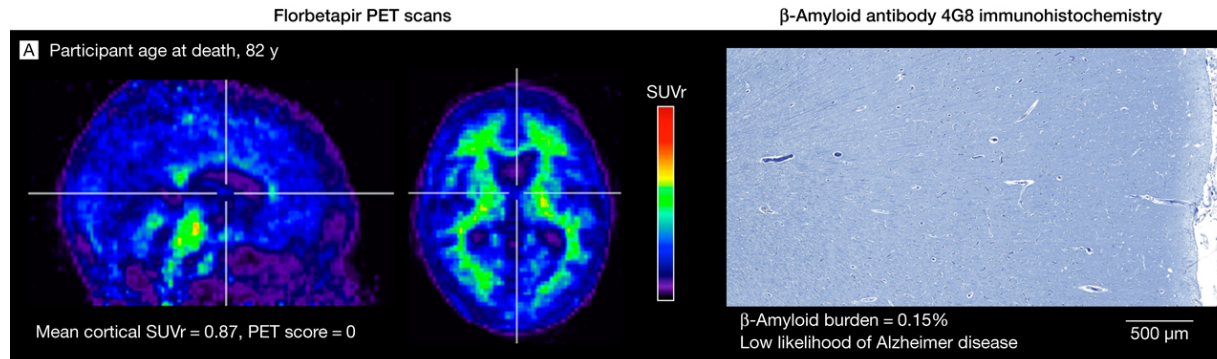 Florbetapir PET scans
β-Amyloid antibody 4G8 immunohistochemistry
A Participant age at death, 82 y
SUVr
Mean cortical SUVr = 0.87, PET score = 0
β-Amyloid burden = 0.15%
Low likelihood of Alzheimer disease
500 μm